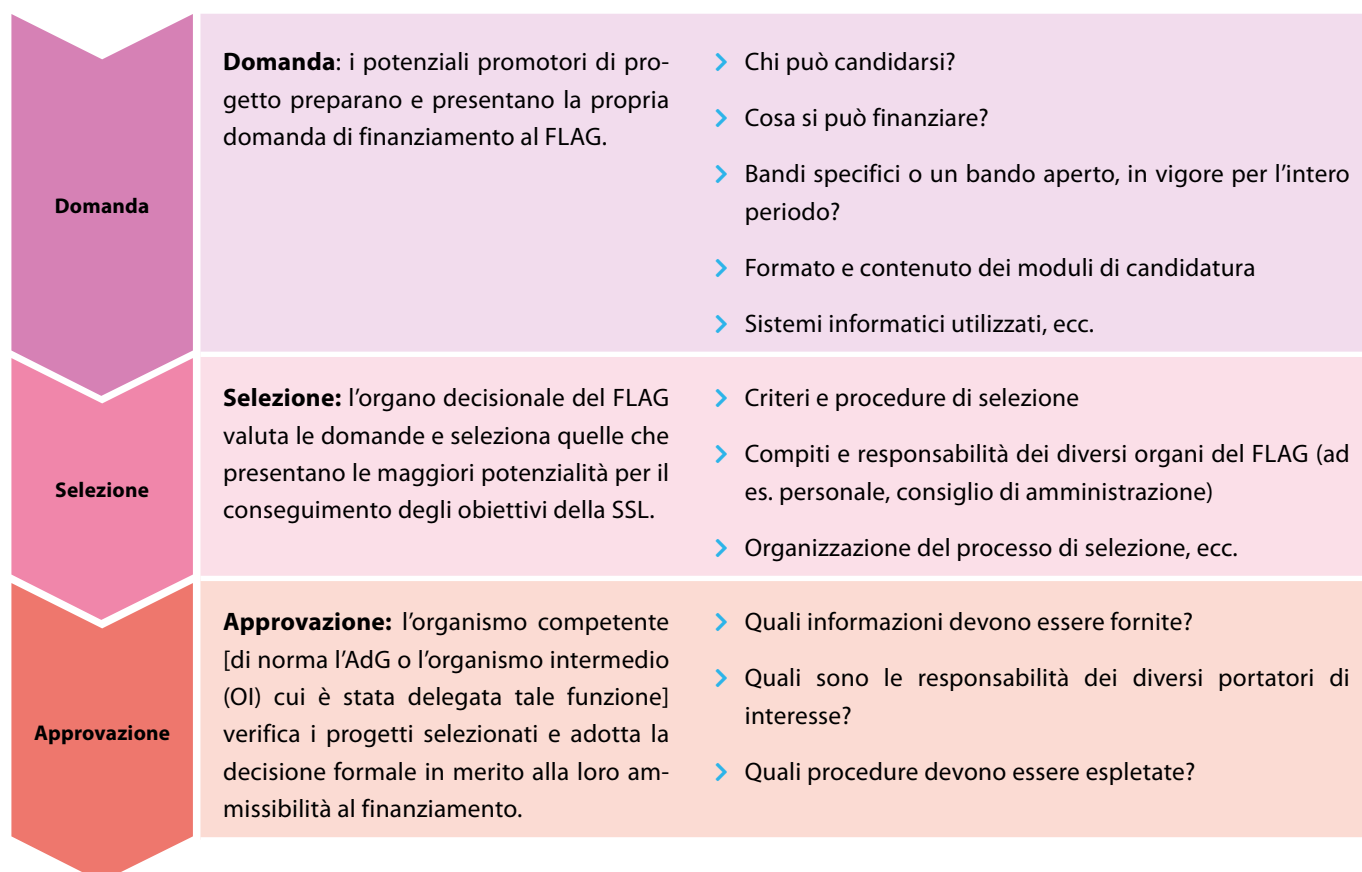 Domanda
Domanda: i potenziali promotori di pro-
getto preparano e presentano la propria
domanda di finanziamento al FLAG.
Chi può candidarsi?
Cosa si può finanziare?
Bandi specifici o un bando aperto, in vigore per l'intero
periodo?
Formato e contenuto dei moduli di candidatura
Sistemi informatici utilizzati, ecc.
Selezione
Selezione: l'organo decisionale del FLAG
valuta le domande e seleziona quelle che
presentano le maggiori potenzialità per il
conseguimento degli obiettivi della SSL.
Criteri e procedure di selezione
Compiti e responsabilità dei diversi organi del FLAG (ad
es. personale, consiglio di amministrazione)
Organizzazione del processo di selezione, ecc.
Approvazione
Approvazione: l'organismo competente
[di norma l'AdG o l'organismo intermedio
(OI) cui è stata delegata tale funzione]
verifica i progetti selezionati e adotta la
decisione formale in merito alla loro am-
missibilità al finanziamento.
Quali informazioni devono essere fornite?
Quali sono le responsabilità dei diversi portatori di
interesse?
Quali procedure devono essere espletate?